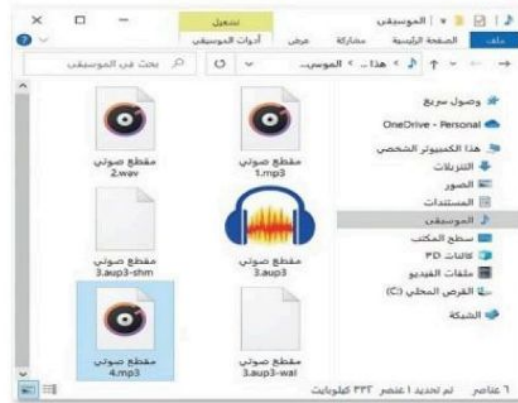 الموسيقى
تشغيل
ملف
الصفحة الرئيسية
مشاركة
عرض
أدوات الموسيقى
هذا ... > الموسي...
بحث في الموسيقى
وصول سريع
OneDrive - Personal
هذا الكمبيوتر الشخصي
التنزيلات
الصور
المستندات
الموسيقى
سطح المكتب
كائنات 3D
ملفات الفيديو
القرص المحلي (C:)
الشبكة
مقطع صوتي
1.mp3
مقطع صوتي
2.wav
مقطع صوتي
3.aup3
مقطع صوتي
3.aup3-shm
مقطع صوتي
3.aup3-wal
مقطع صوتي
4.mp3
٦ عناصر
تم تحديد ١ عنصر ٣٣٢ كيلوبايت